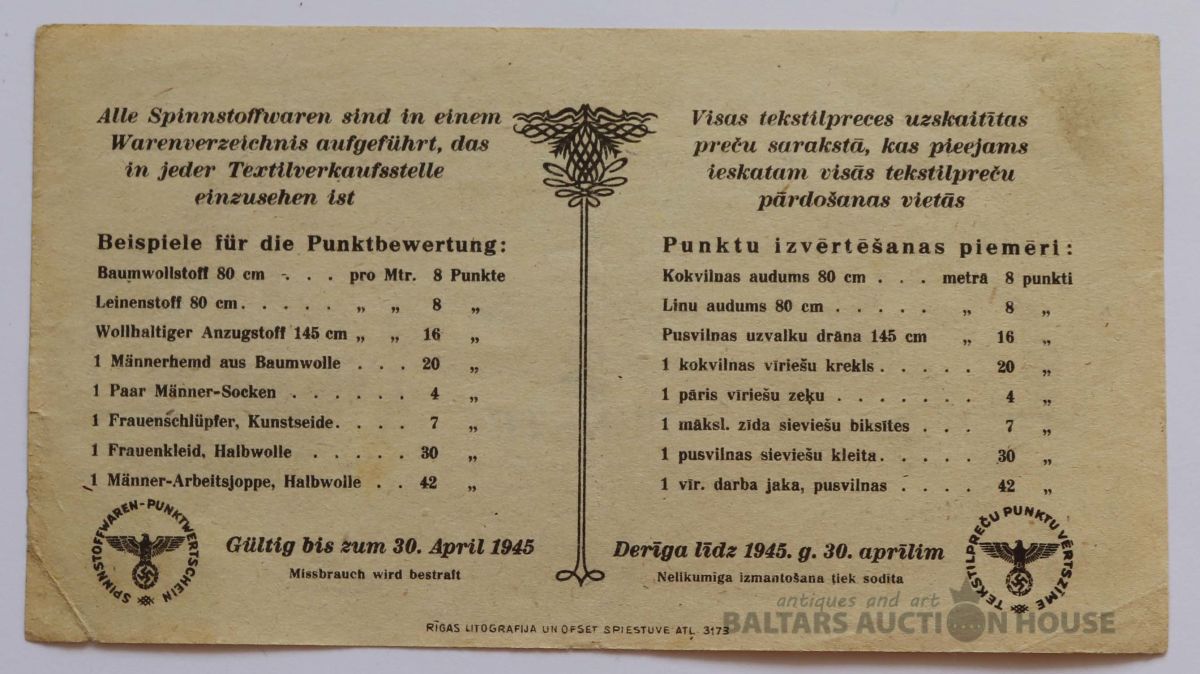 Alle Spinnstoffwaren sind in einem
Warenverzeichnis aufgeführt, das
in jeder Textilverkaufsstelle
einzusehen ist
Beispiele für die Punktbewertung:
Baumwollstoff 80 cm - . . . pro Mtr. 8 Punkte
Leinenstoff 80 cm. . . . . „ „ 8 „
Wollhaltiger Anzugstoff 145 cm „ „ 16 „
1 Männerhemd aus Baumwolle . . . 20 „
1 Paar Männer-Socken . . . . . . 4 „
1 Frauenschlüpfer, Kunstseide. . . . 7 „
1 Frauenkleid, Halbwolle . . . . . 30 „
1 Männer-Arbeitsjoppe, Halbwolle . . 42 „
SPINNSTOFFWAREN-PUNKTWERTSCHEIN
Gültig bis zum 30. April 1945
Missbrauch wird bestraft
Visas tekstilpreces uzskaitītas
preču sarakstā, kas pieejams
ieskatam visās tekstilpreču
pārdošanas vietās
Punktu izvērtēšanas piemēri:
Kokvilnas audums 80 cm . . . metrā 8 punkti
Linu audums 80 cm . . . . . „ 8 „
Pusvilnas uzvalku drāna 145 cm „ 16 „
1 kokvilnas vīriešu krekls . . . . . 20 „
1 pāris vīriešu zeķu . . . . . . 4 „
1 māksl. zīda sieviešu biksītes . . . 7 „
1 pusvilnas sieviešu kleita . . . . . 30 „
1 vīr. darba jaka, pusvilnas . . . . 42 „
Derīga līdz 1945. g. 30. aprīlim
Nelikumīga izmantošana tiek sodīta
TEKSTILPREČU PUNKTU VĒRTSZĪME
RĪGAS LITOGRAFIJA UN OFSET SPIESTUVE ATĻ. 3173
antiques and art
BALTARS AUCTION HOUSE